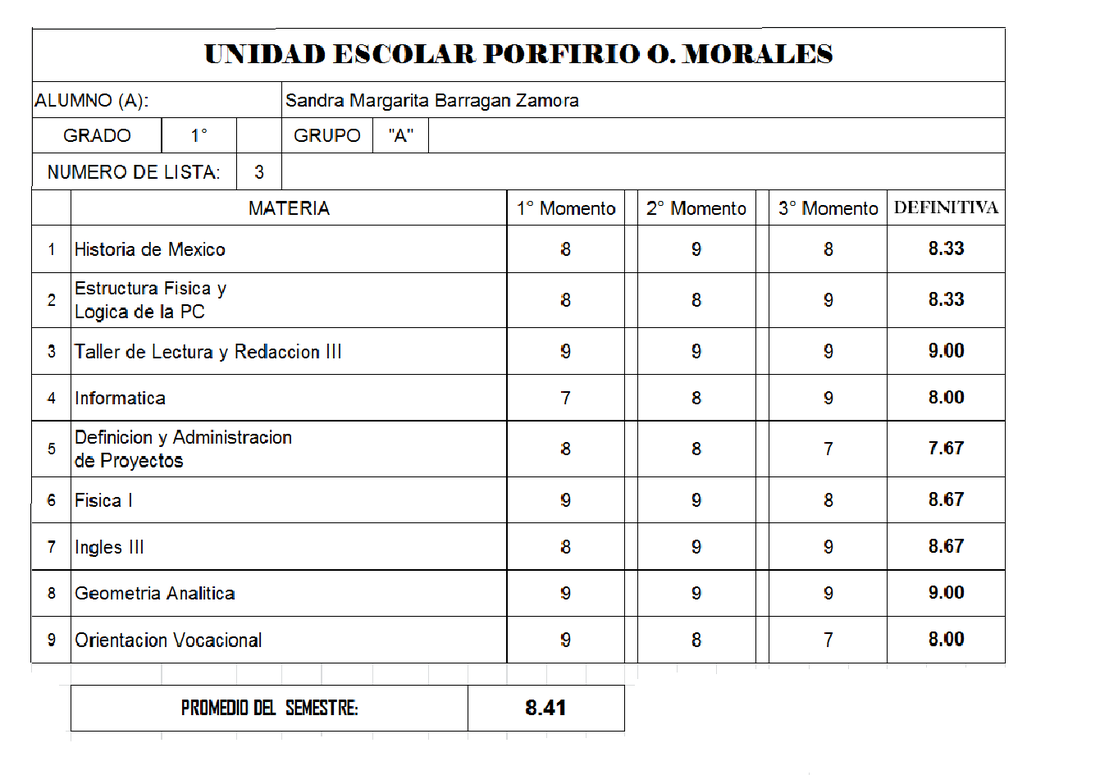 UNIDAD ESCOLAR PORFIRIO O. MORALES
ALUMNO (A): Sandra Margarita Barragan Zamora
GRADO 1° GRUPO "A"
NUMERO DE LISTA: 3
MATERIA 1° Momento 2° Momento 3° Momento DEFINITIVA
1 Historia de Mexico 8 9 8 8.33
2 Estructura Fisica y
Logica de la PC 8 8 9 8.33
3 Taller de Lectura y Redaccion III 9 9 9 9.00
4 Informatica 7 8 9 8.00
5 Definicion y Administracion
de Proyectos 8 8 7 7.67
6 Fisica I 9 9 8 8.67
7 Ingles III 8 9 9 8.67
8 Geometria Analitica 9 9 9 9.00
9 Orientacion Vocacional 9 8 7 8.00
PROMEDIO DEL SEMESTRE: 8.41